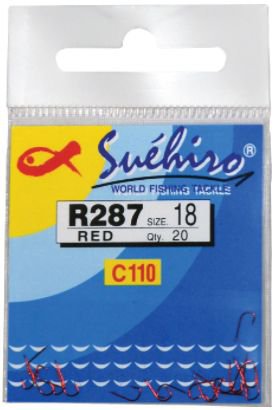 Suéhiro®
WORLD FISHING TACKLE
R287 SIZE. 18
RED Qty. 20
C110